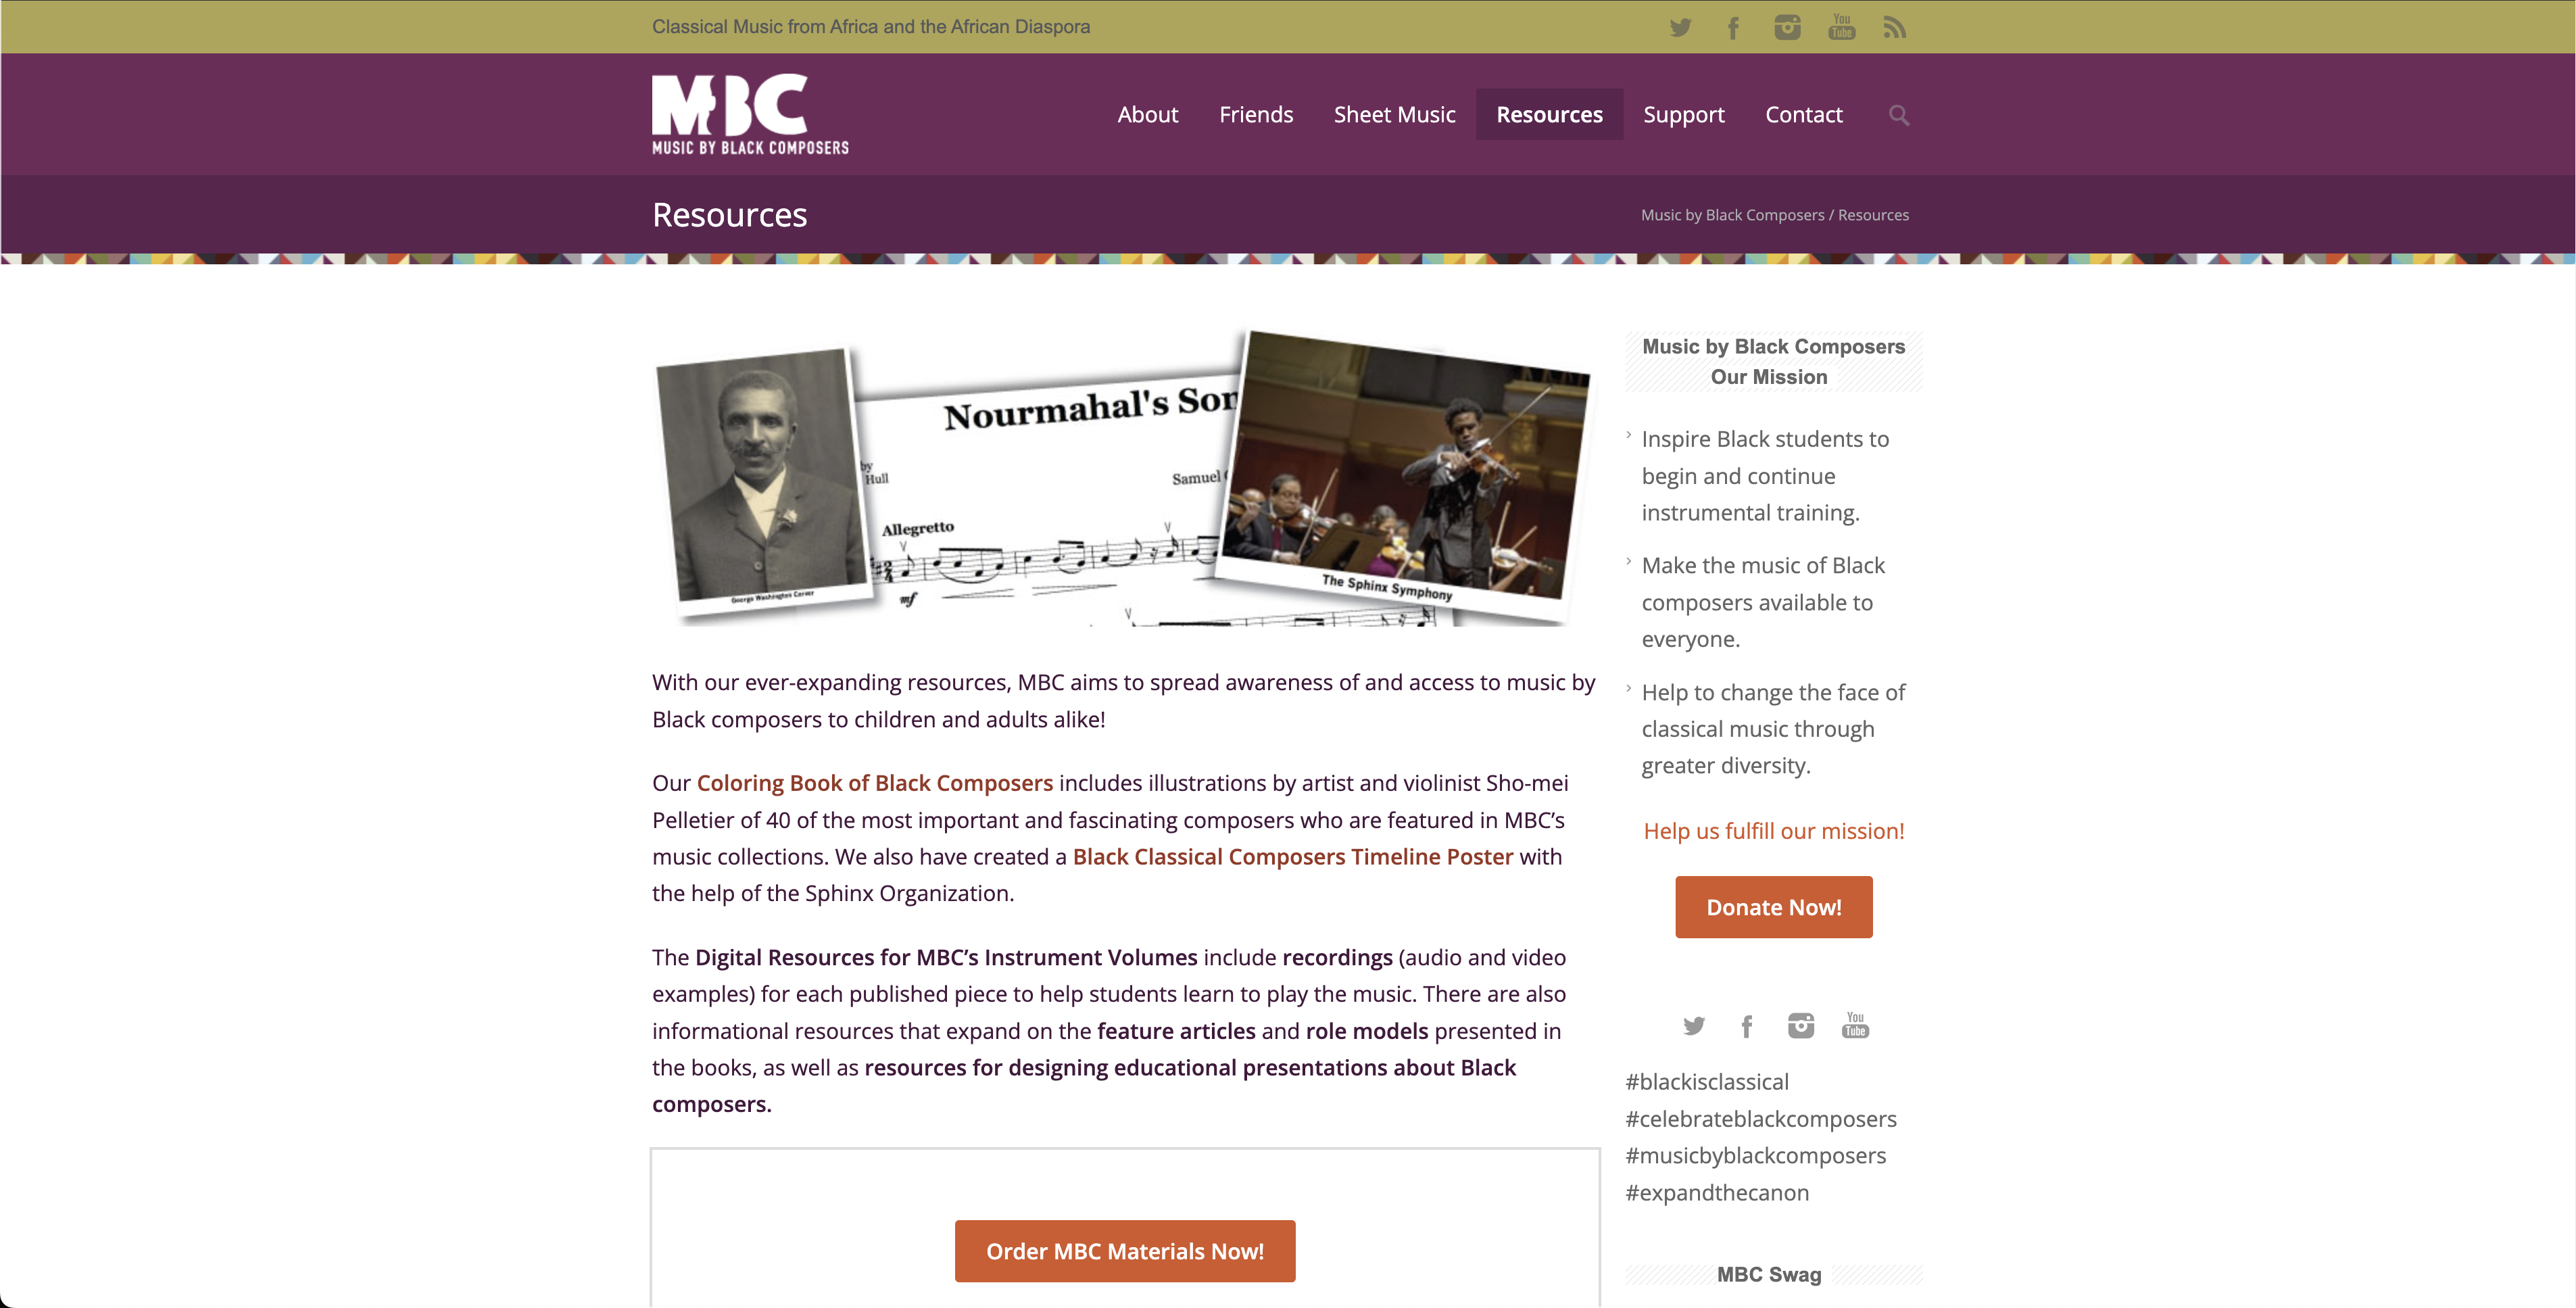 Classical Music from Africa and the African Diaspora
You Tube
MBC
MUSIC BY BLACK COMPOSERS
About Friends Sheet Music Resources Support Contact
Resources
Music by Black Composers / Resources
Nourmahal's Son
by
Hull
Samuel
Allegretto
mf
George Washington Carver
The Sphinx Symphony
With our ever-expanding resources, MBC aims to spread awareness of and access to music by
Black composers to children and adults alike!
Our Coloring Book of Black Composers includes illustrations by artist and violinist Sho-mei
Pelletier of 40 of the most important and fascinating composers who are featured in MBC’s
music collections. We also have created a Black Classical Composers Timeline Poster with
the help of the Sphinx Organization.
The Digital Resources for MBC’s Instrument Volumes include recordings (audio and video
examples) for each published piece to help students learn to play the music. There are also
informational resources that expand on the feature articles and role models presented in
the books, as well as resources for designing educational presentations about Black
composers.
Order MBC Materials Now!
Music by Black Composers
Our Mission
Inspire Black students to
begin and continue
instrumental training.
Make the music of Black
composers available to
everyone.
Help to change the face of
classical music through
greater diversity.
Help us fulfill our mission!
Donate Now!
You Tube
#blackisclassical
#celebrateblackcomposers
#musicbyblackcomposers
#expandthecanon
MBC Swag